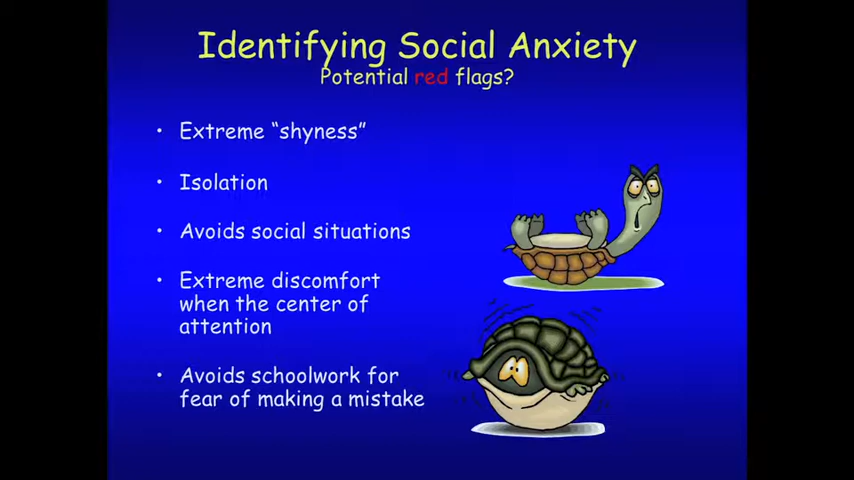 Identifying Social Anxiety
Potential red flags?
• Extreme “shyness”
• Isolation
• Avoids social situations
• Extreme discomfort
when the center of
attention
• Avoids schoolwork for
fear of making a mistake